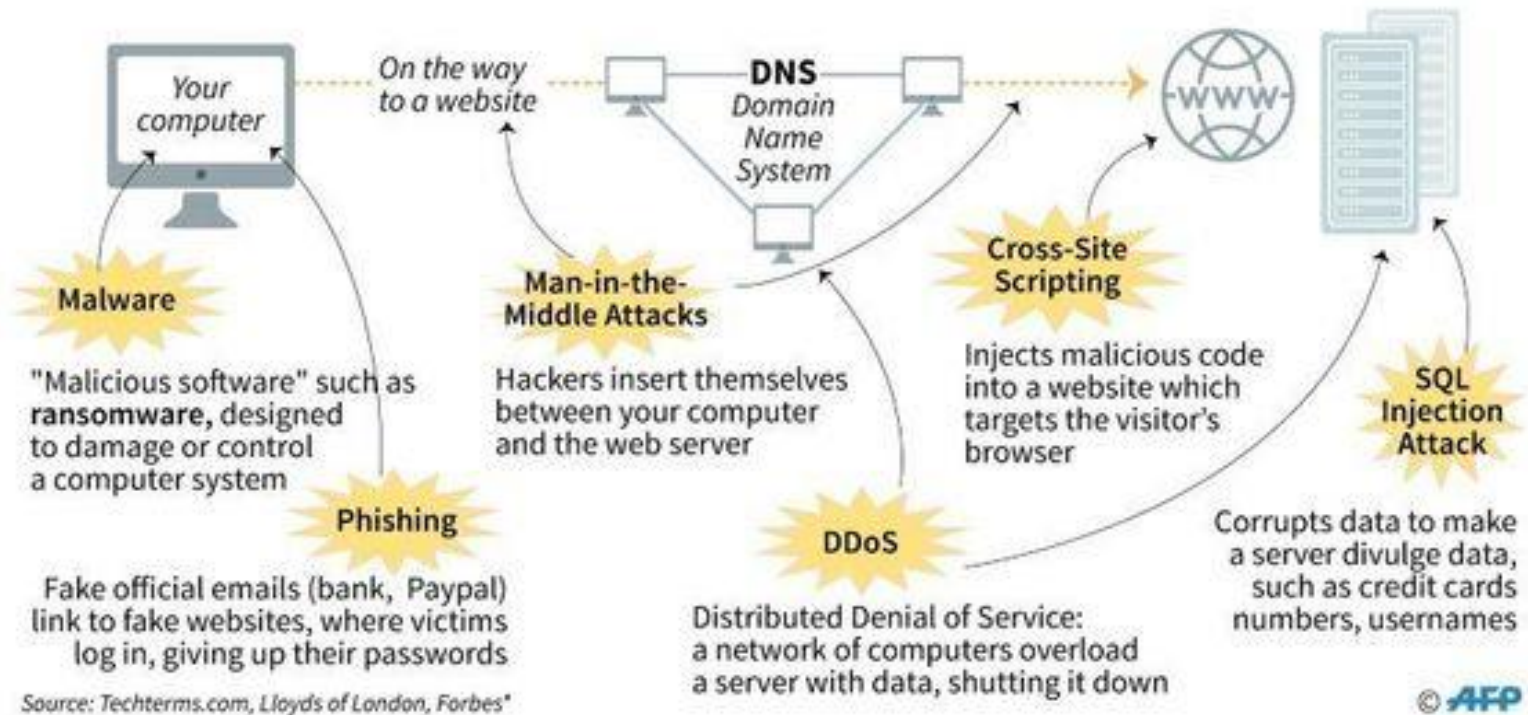 Your
computer
On the way
to a website
DNS
Domain
Name
System
WWW
Malware
"Malicious software" such as
ransomware, designed
to damage or control
a computer system
Phishing
Fake official emails (bank, Paypal)
link to fake websites, where victims
log in, giving up their passwords
Man-in-the-
Middle Attacks
Hackers insert themselves
between your computer
and the web server
DDoS
Distributed Denial of Service:
a network of computers overload
a server with data, shutting it down
Cross-Site
Scripting
Injects malicious code
into a website which
targets the visitor's
browser
SQL
Injection
Attack
Corrupts data to make
a server divulge data,
such as credit cards
numbers, usernames
Source: Techterms.com, Lloyds of London, Forbes*
© AFP